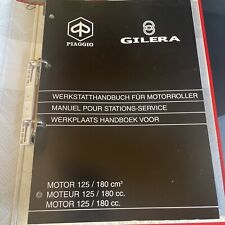 PIAGGIO
GILERA
WERKSTATTHANDBUCH FÜR MOTORROLLER
MANUEL POUR STATIONS-SERVICE
WERKPLAATS HANDBOEK VOOR
MOTOR 125 / 180 cm³
MOTEUR 125 / 180 cc.
MOTOR 125 / 180 cc.